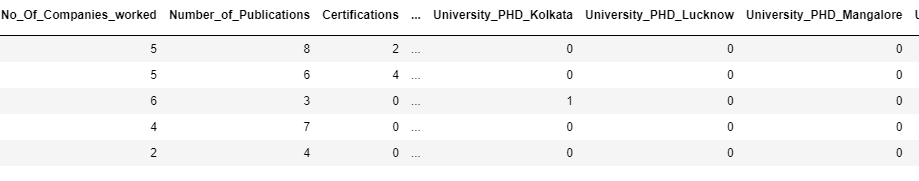 No_Of_Companies_worked Number_of_Publications Certifications ... University_PHD_Kolkata University_PHD_Lucknow University_PHD_Mangalore
5 8 2 ... 0 0 0
5 6 4 ... 0 0 0
6 3 0 ... 1 0 0
4 7 0 ... 0 0 0
2 4 0 ... 0 0 0